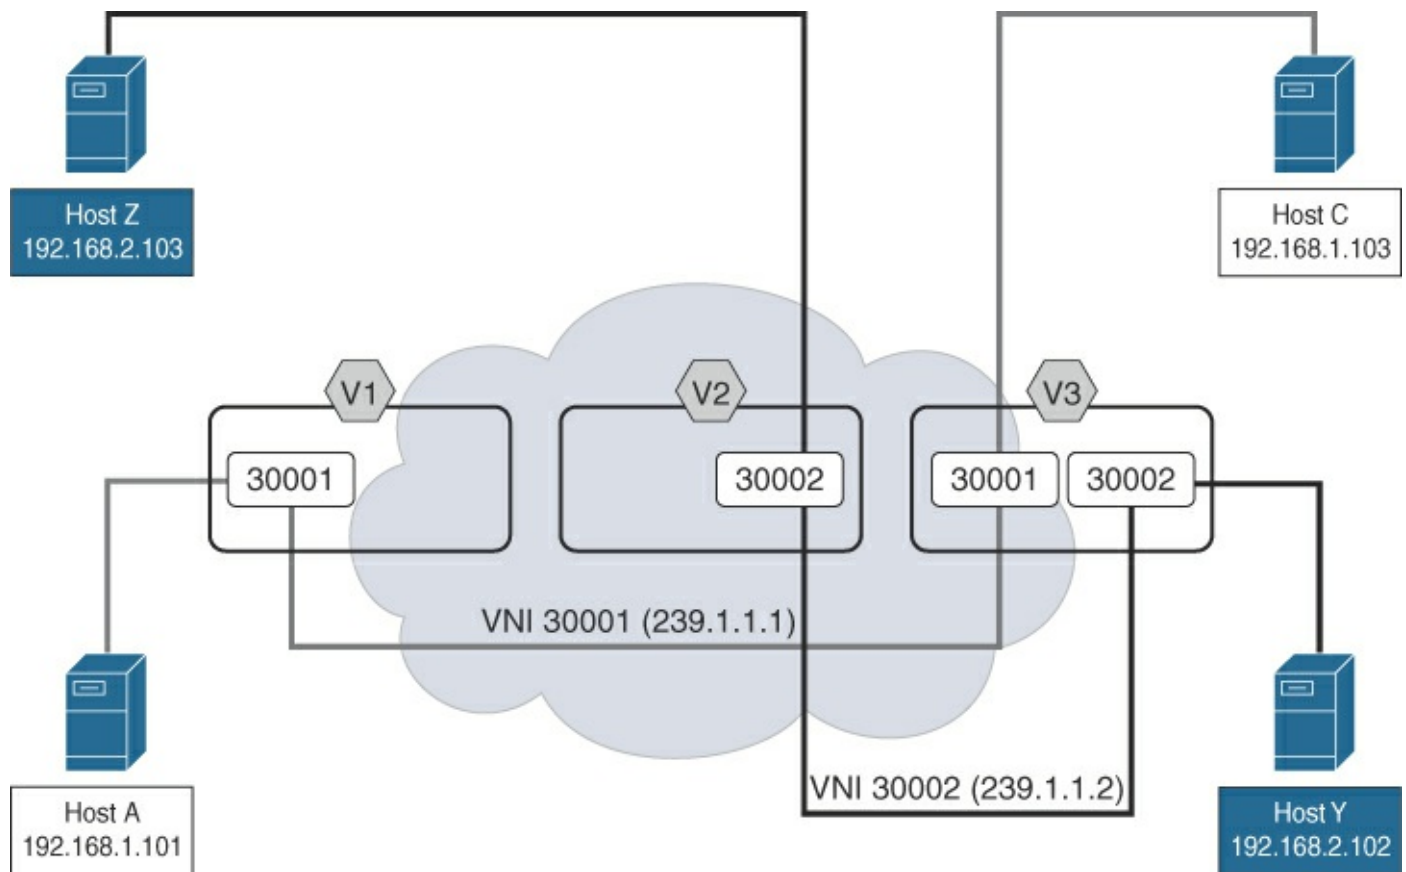 Host Z
192.168.2.103
Host C
192.168.1.103
V1
V2
V3
30001
30002
30001
30002
VNI 30001 (239.1.1.1)
VNI 30002 (239.1.1.2)
Host A
192.168.1.101
Host Y
192.168.2.102